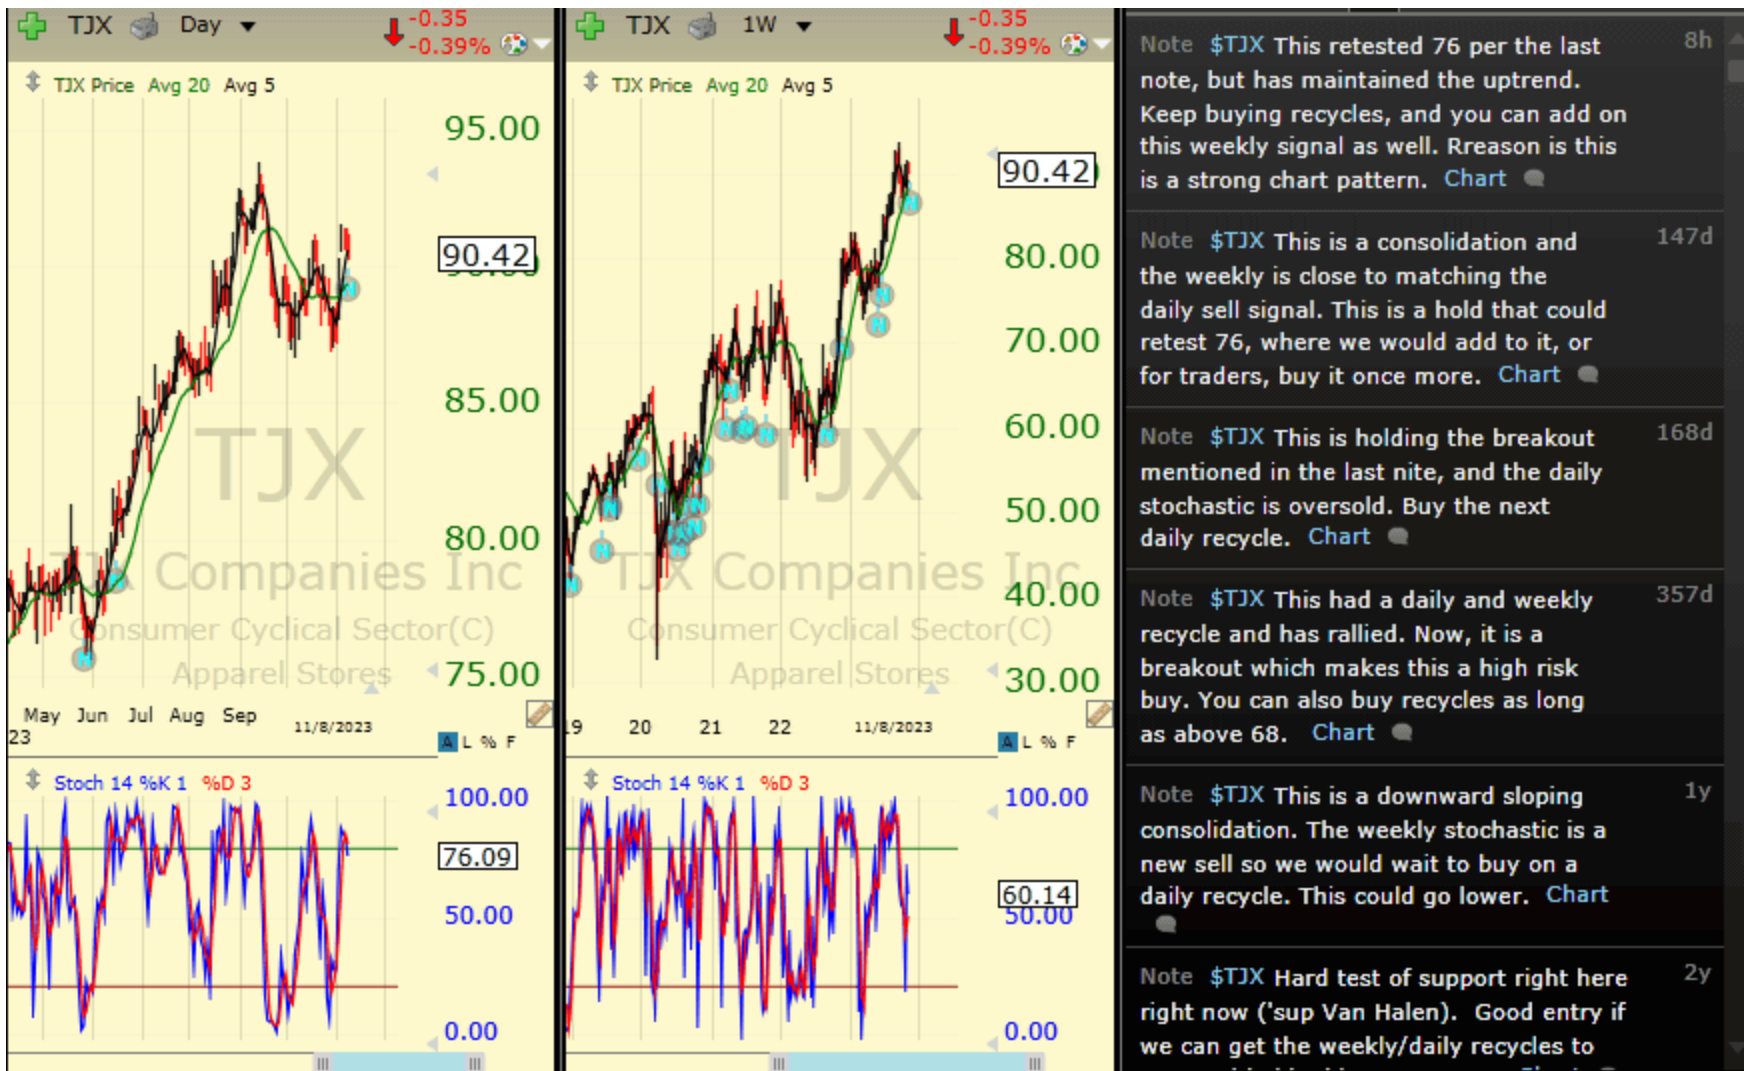 TJX Day -0.35
-0.39%
TJX Price Avg 20 Avg 5
95.00
90.42
85.00
TJX
80.00
TJX Companies Inc
Consumer Cyclical Sector(C)
Apparel Stores
75.00
May Jun Jul Aug Sep 11/8/2023
23
A L % F
Stoch 14 %K 1 %D 3
100.00
76.09
50.00
0.00
TJX 1W -0.35
-0.39%
TJX Price Avg 20 Avg 5
90.42
80.00
70.00
60.00
TJX
50.00
TJX Companies Inc
40.00
Consumer Cyclical Sector(C)
Apparel Stores
30.00
19 20 21 22 11/8/2023
A L % F
Stoch 14 %K 1 %D 3
100.00
60.14
50.00
0.00
Note $TJX This retested 76 per the last 8h
note, but has maintained the uptrend.
Keep buying recycles, and you can add on
this weekly signal as well. Rreason is this
is a strong chart pattern. Chart
Note $TJX This is a consolidation and 147d
the weekly is close to matching the
daily sell signal. This is a hold that could
retest 76, where we would add to it, or
for traders, buy it once more. Chart
Note $TJX This is holding the breakout 168d
mentioned in the last nite, and the daily
stochastic is oversold. Buy the next
daily recycle. Chart
Note $TJX This had a daily and weekly 357d
recycle and has rallied. Now, it is a
breakout which makes this a high risk
buy. You can also buy recycles as long
as above 68. Chart
Note $TJX This is a downward sloping 1y
consolidation. The weekly stochastic is a
new sell so we would wait to buy on a
daily recycle. This could go lower. Chart
Note $TJX Hard test of support right here 2y
right now ('sup Van Halen). Good entry if
we can get the weekly/daily recycles to